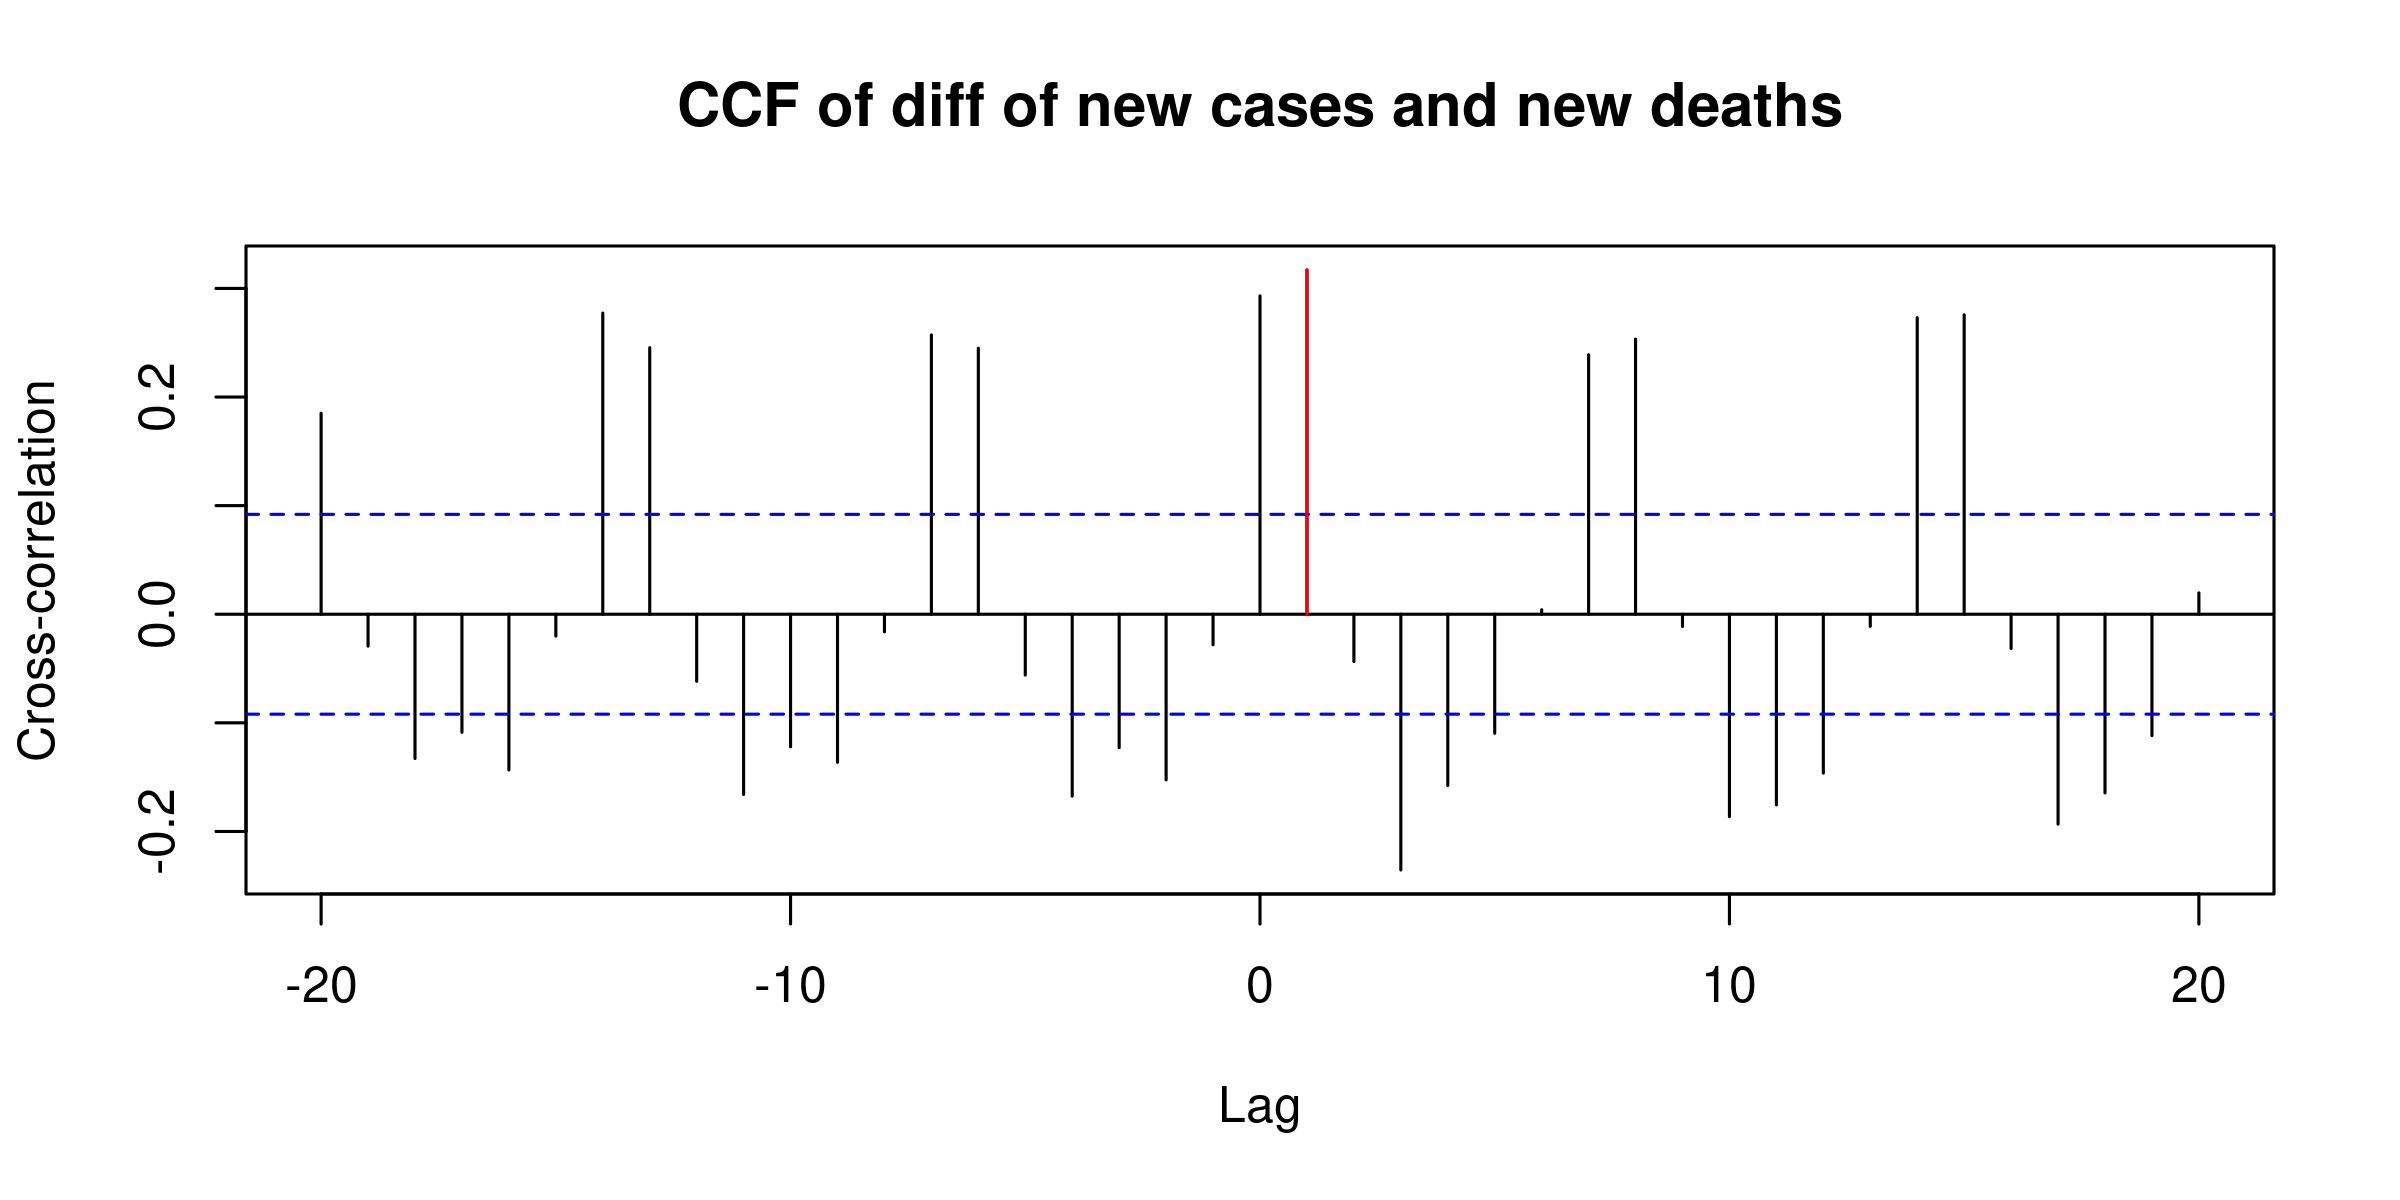 CCF of diff of new cases and new deaths
Cross-correlation
0.2
0.0
-0.2
-20 -10 0 10 20
Lag